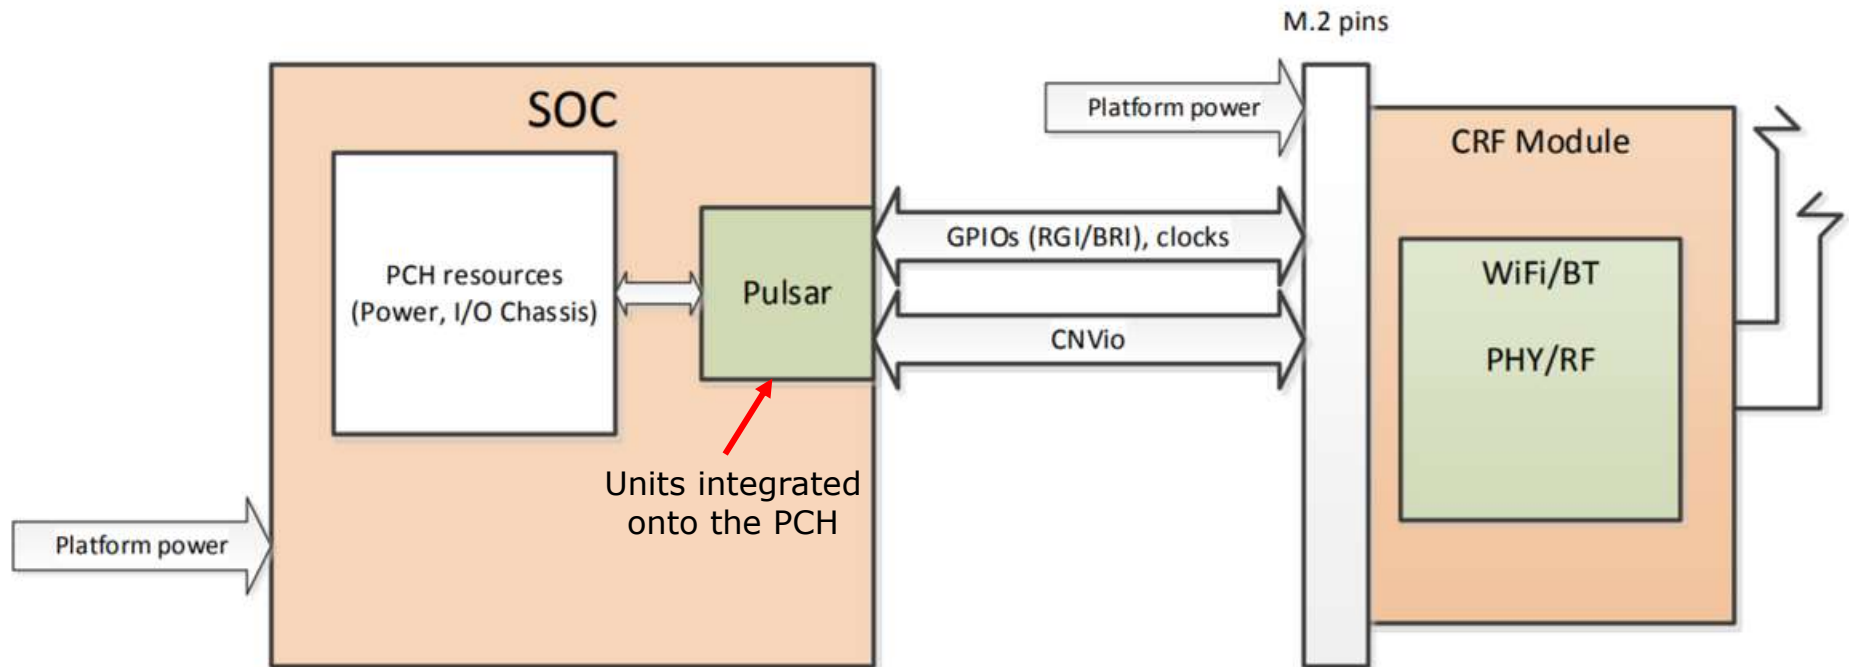 M.2 pins
SOC
Platform power
CRF Module
PCH resources
(Power, I/O Chassis)
Pulsar
GPIOs (RGI/BRI), clocks
CNVio
WiFi/BT
PHY/RF
Units integrated
onto the PCH
Platform power